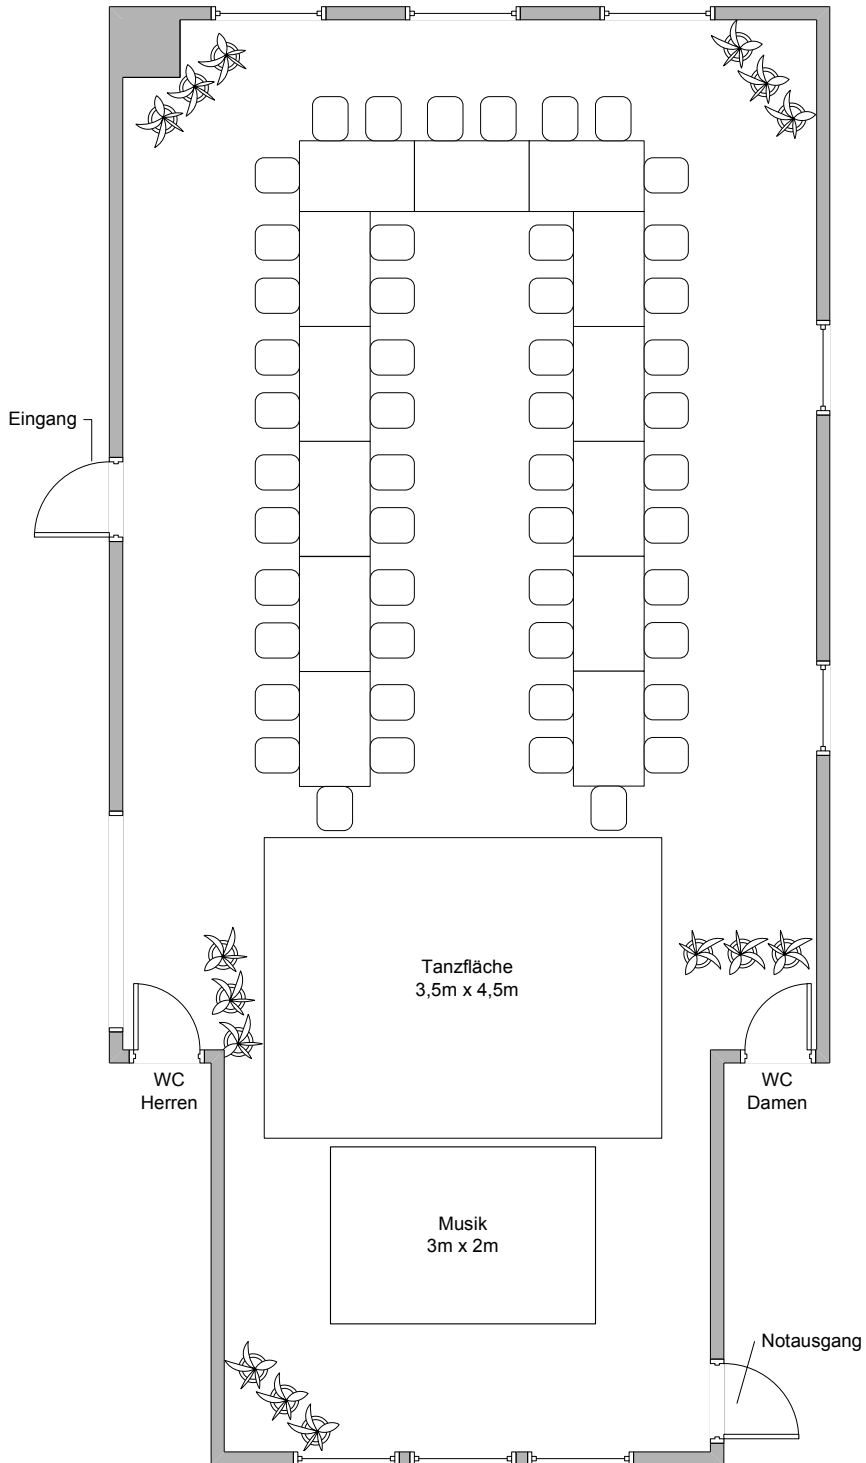 Eingang
Tanzfläche
3,5m x 4,5m
WC
Herren
WC
Damen
Musik
3m x 2m
Notausgang